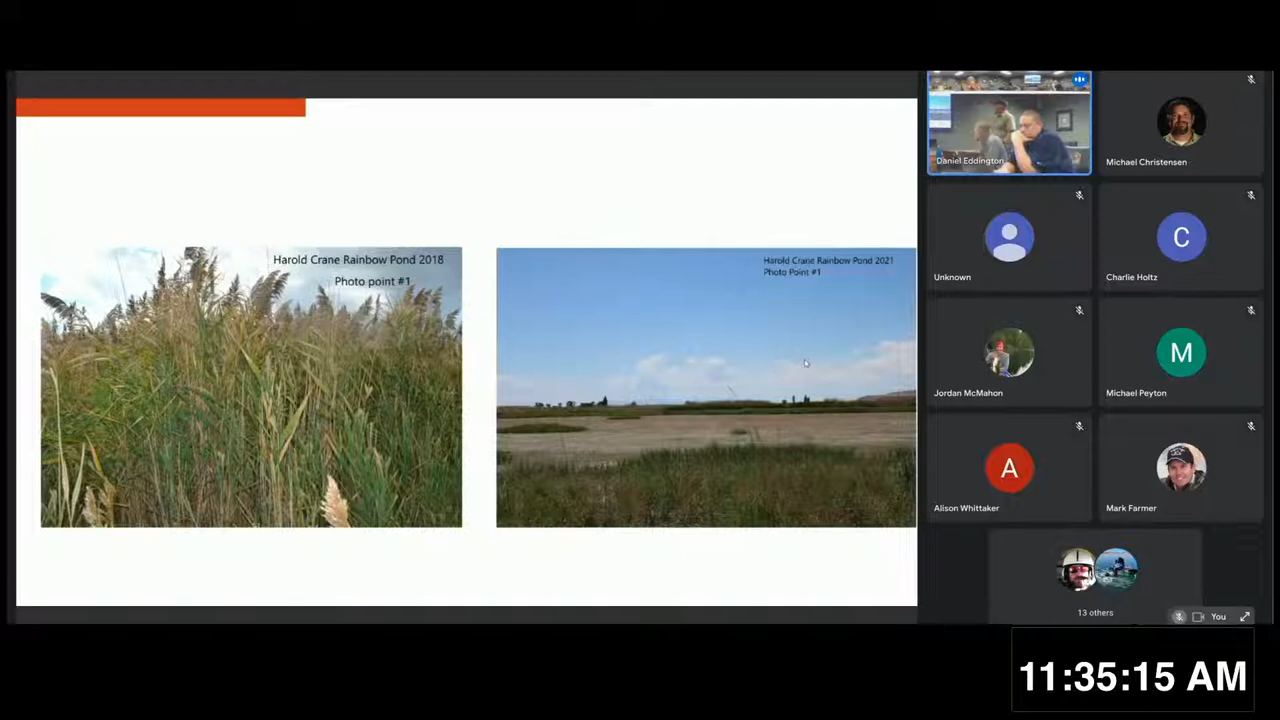 Harold Crane Rainbow Pond 2018
Photo point #1
Harold Crane Rainbow Pond 2021
Photo Point #1
Daniel Eddington
Michael Christensen
Unknown
C
Charlie Holtz
Jordan McMahon
M
Michael Peyton
A
Alison Whittaker
Mark Farmer
13 others
You
11:35:15 AM